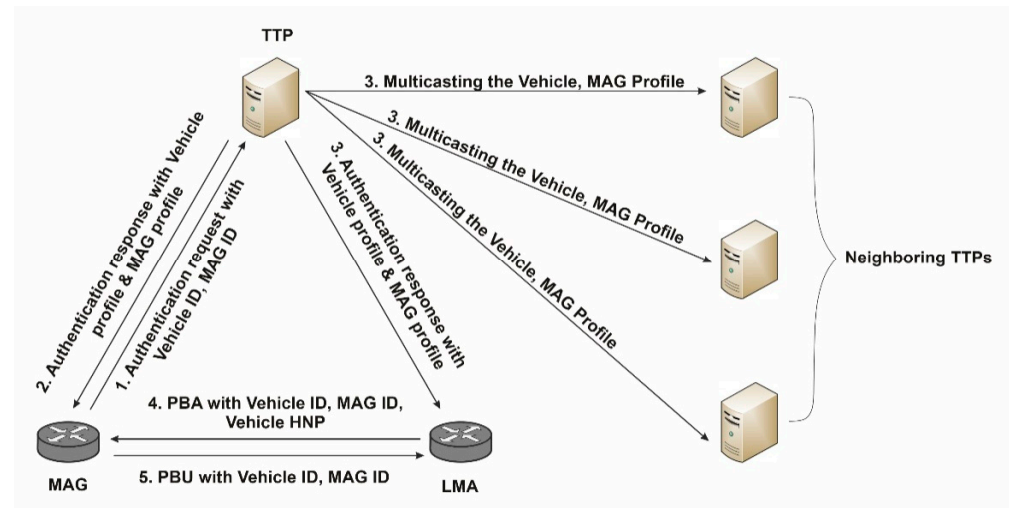 TTP
3. Multicasting the Vehicle, MAG Profile
3. Multicasting the Vehicle, MAG Profile
3. Multicasting the Vehicle, MAG Profile
2. Authentication response with Vehicle
profile & MAG profile
1. Authentication request with
Vehicle ID, MAG ID
3. Authentication response with
Vehicle profile & MAG profile
Neighboring TTPs
4. PBA with Vehicle ID, MAG ID,
Vehicle HNP
5. PBU with Vehicle ID, MAG ID
MAG
LMA